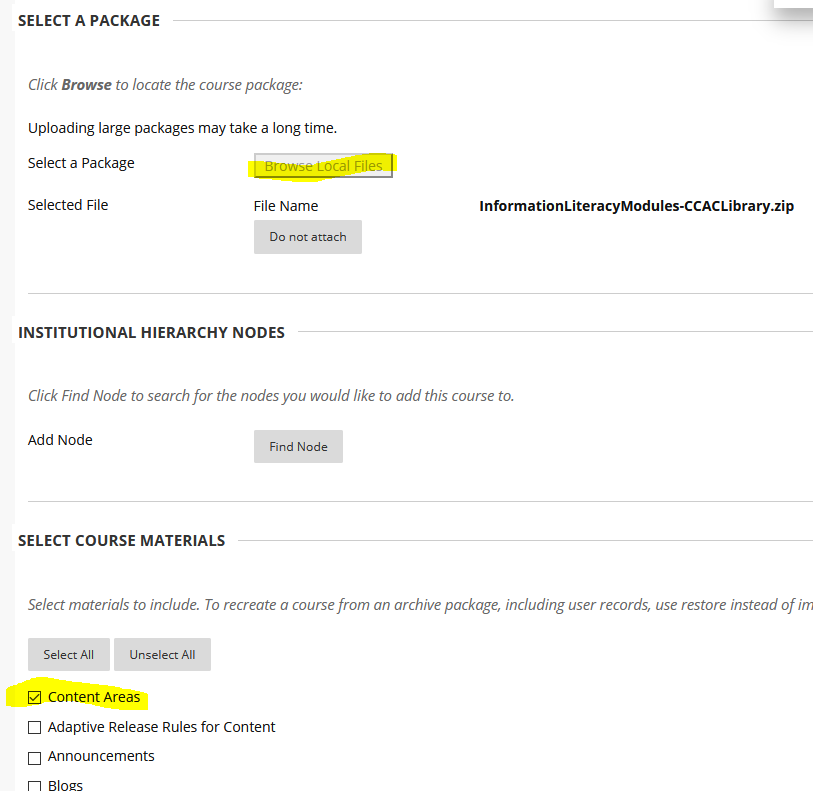 SELECT A PACKAGE
Click Browse to locate the course package:
Uploading large packages may take a long time.
Select a Package Browse Local Files
Selected File File Name InformationLiteracyModules-CCACLibrary.zip
Do not attach
INSTITUTIONAL HIERARCHY NODES
Click Find Node to search for the nodes you would like to add this course to.
Add Node Find Node
SELECT COURSE MATERIALS
Select materials to include. To recreate a course from an archive package, including user records, use restore instead of im
Select All Unselect All
Content Areas
Adaptive Release Rules for Content
Announcements
Blogs